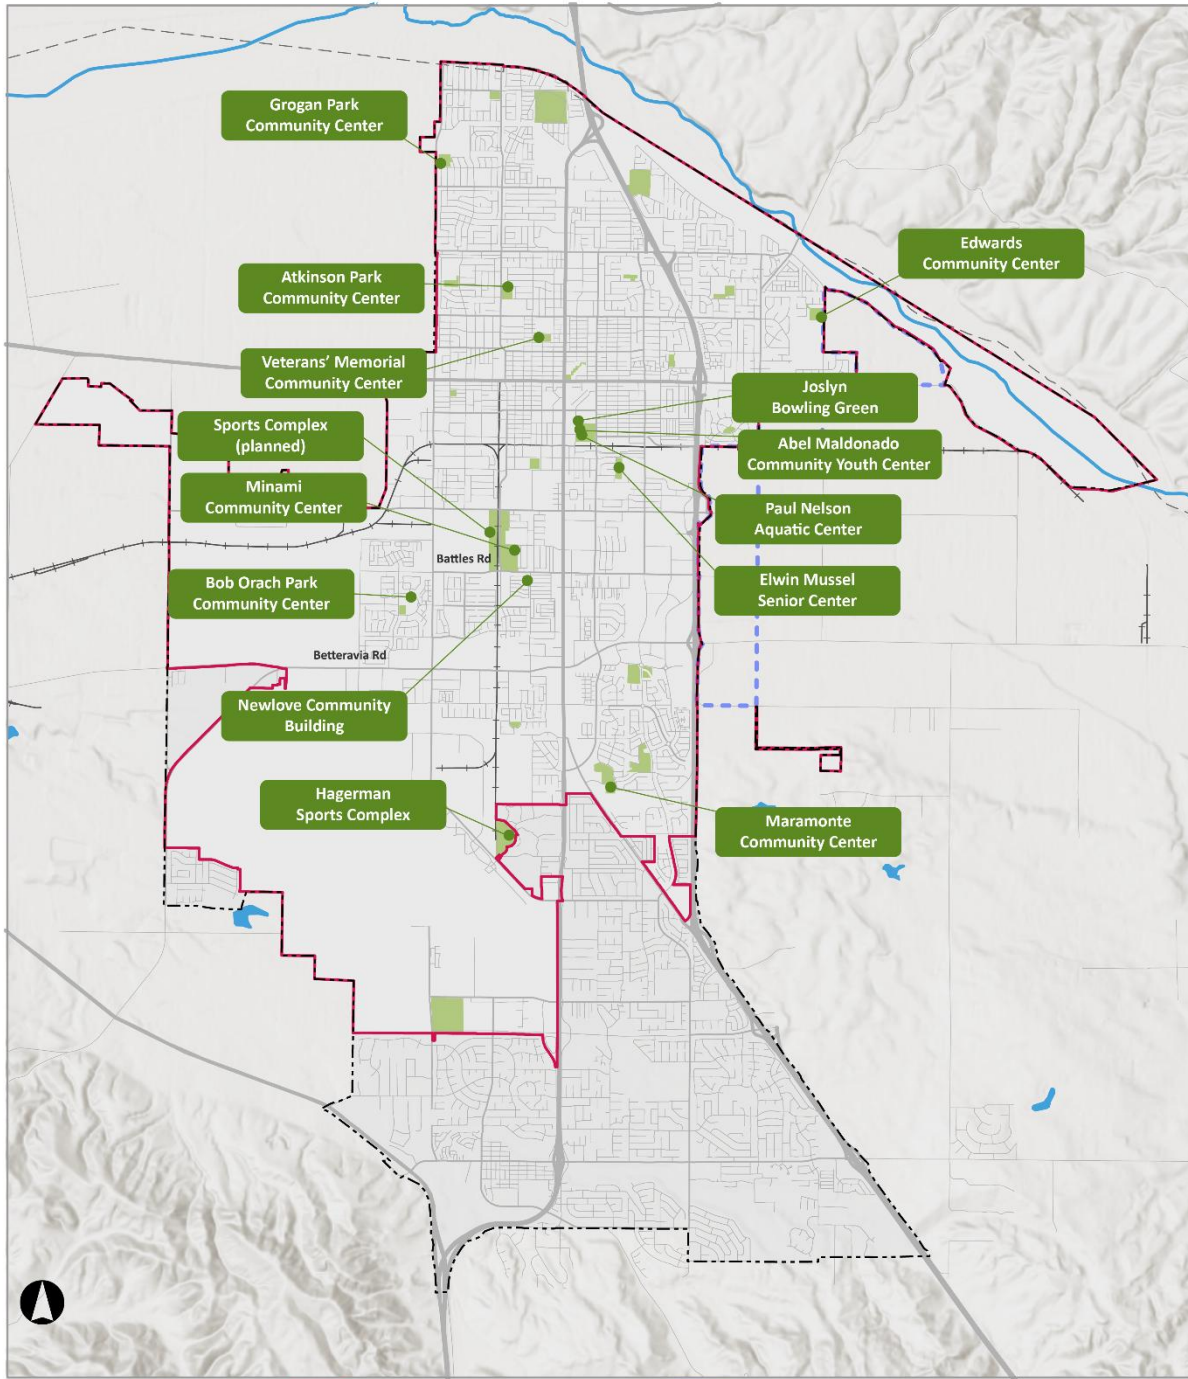 Grogan Park
Community Center
Edwards
Community Center
Atkinson Park
Community Center
Veterans’ Memorial
Community Center
Joslyn
Bowling Green
Sports Complex
(planned)
Abel Maldonado
Community Youth Center
Minami
Community Center
Paul Nelson
Aquatic Center
Battles Rd
Bob Orach Park
Community Center
Elwin Mussel
Senior Center
Betteravia Rd
Newlove Community
Building
Hagerman
Sports Complex
Maramonte
Community Center